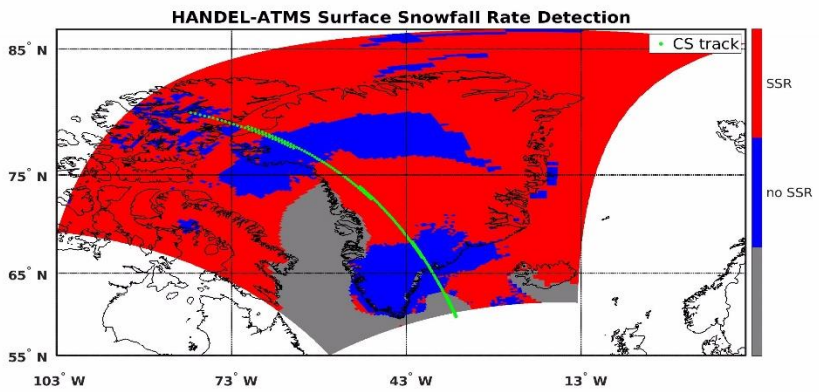 HANDEL-ATMS Surface Snowfall Rate Detection
CS track
85° N
75° N
65° N
55° N
103° W
73° W
43° W
13° W
SSR
no SSR